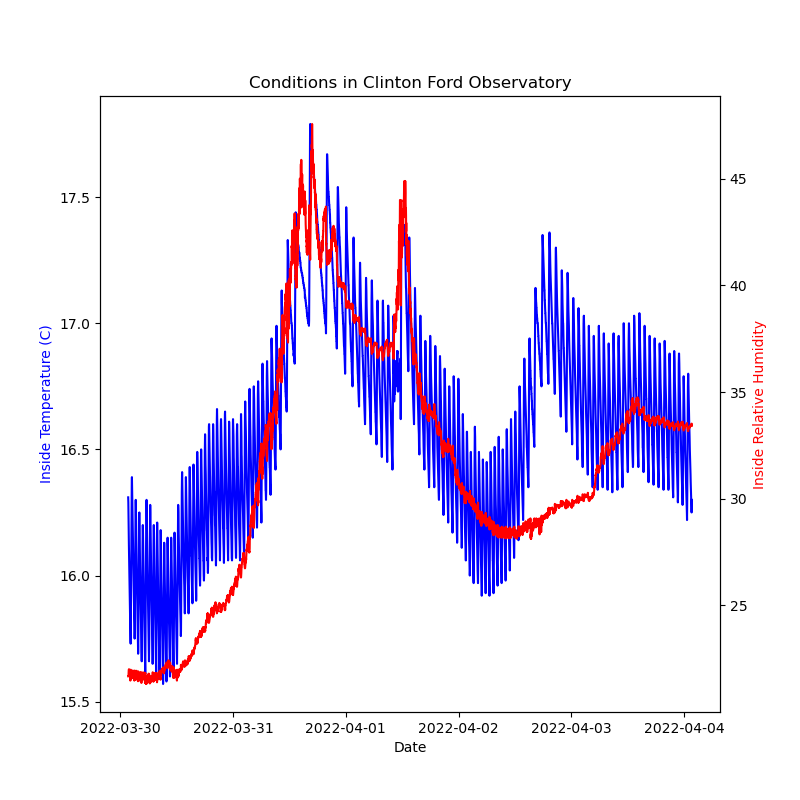 Conditions in Clinton Ford Observatory
17.5
17.0
16.5
16.0
15.5
Inside Temperature (C)
45
40
35
30
25
Inside Relative Humidity
2022-03-30 2022-03-31 2022-04-01 2022-04-02 2022-04-03 2022-04-04
Date